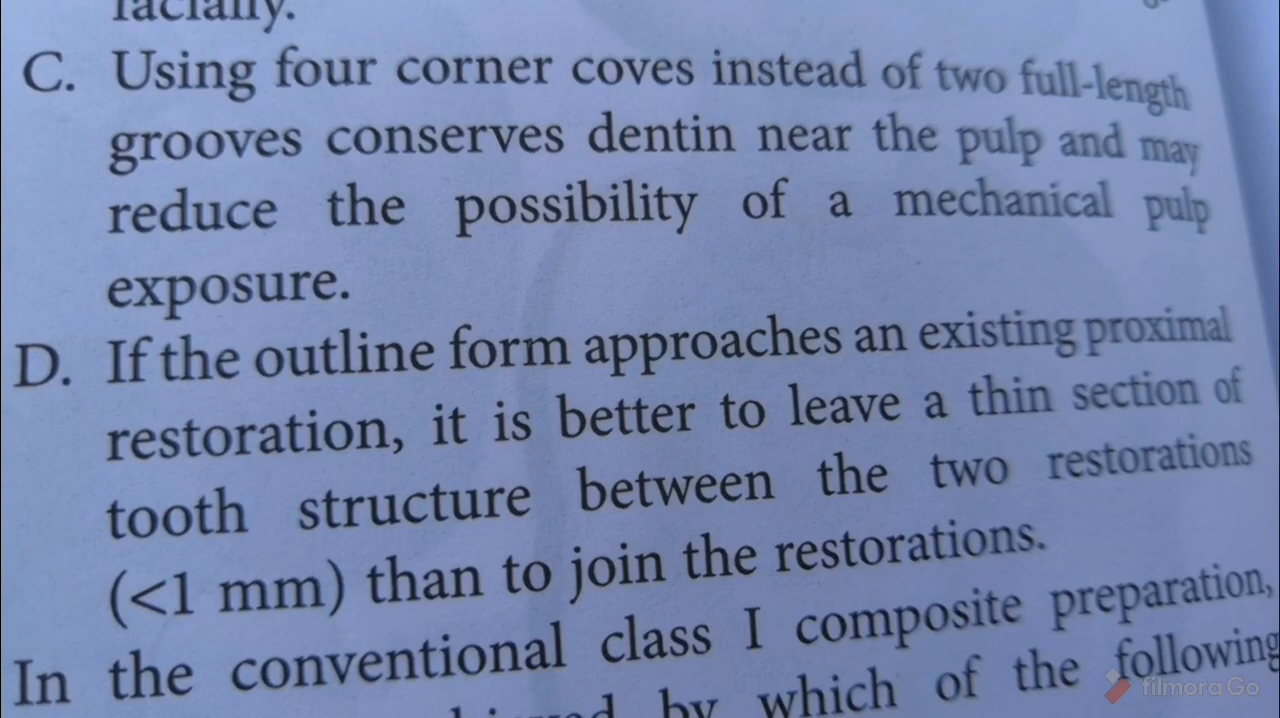 facially.
C. Using four corner coves instead of two full-length
grooves conserves dentin near the pulp and may
reduce the possibility of a mechanical pulp
exposure.
D. If the outline form approaches an existing proximal
restoration, it is better to leave a thin section of
tooth structure between the two restorations
(<1 mm) than to join the restorations.
In the conventional class I composite preparation,
by which of the following
filmora Go